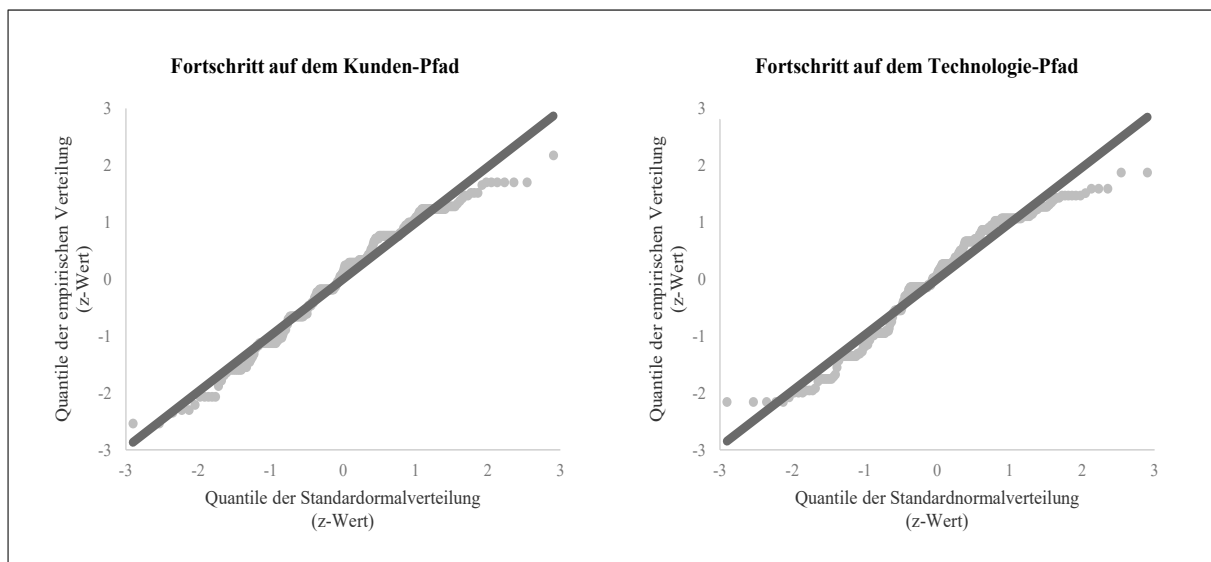 Fortschritt auf dem Kunden-Pfad
Quantile der empirischen Verteilung
(z-Wert)
3
2
1
0
-1
-2
-3
-3 -2 -1 0 1 2 3
Quantile der Standardormalverteilung
(z-Wert)
Fortschritt auf dem Technologie-Pfad
Quantile der empirischen Verteilung
(z-Wert)
3
2
1
0
-1
-2
-3
-3 -2 -1 0 1 2 3
Quantile der Standardnormalverteilung
(z-Wert)